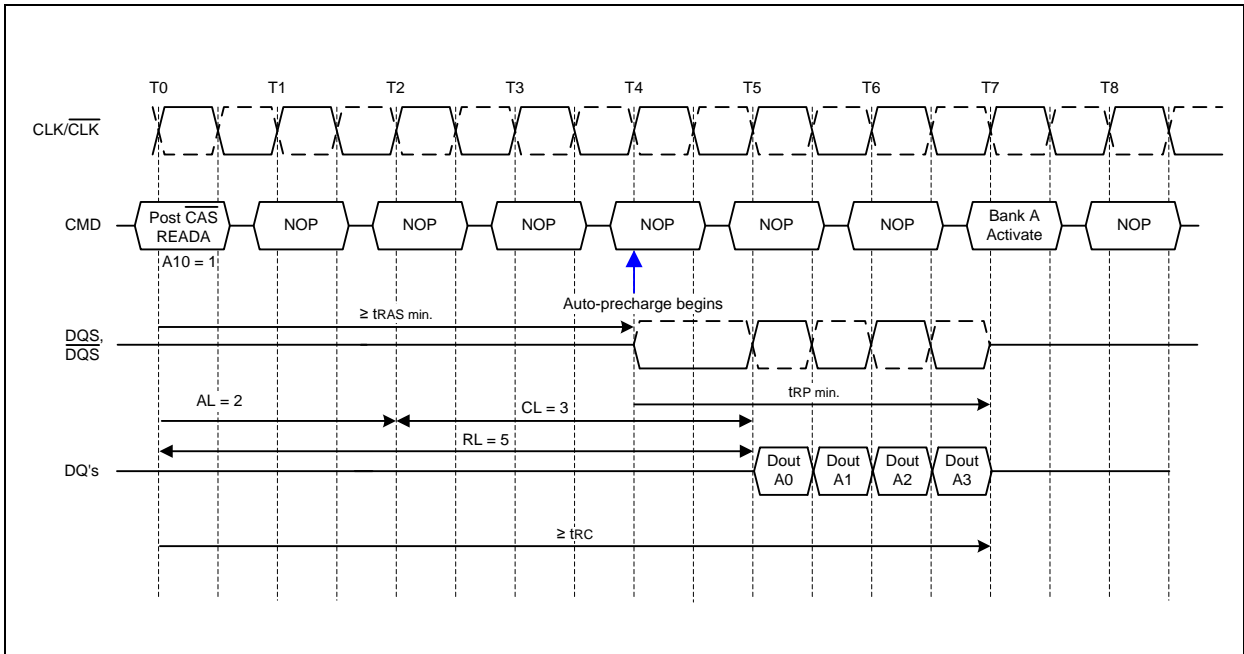 T0 T1 T2 T3 T4 T5 T6 T7 T8
CLK/CLK
CMD
Post CAS
READA
NOP
NOP
NOP
NOP
NOP
NOP
Bank A
Activate
NOP
A10 = 1
Auto-precharge begins
≥ tRAS min.
DQS,
DQS
tRP min.
AL = 2
CL = 3
RL = 5
DQ's
Dout
A0
Dout
A1
Dout
A2
Dout
A3
≥ tRC